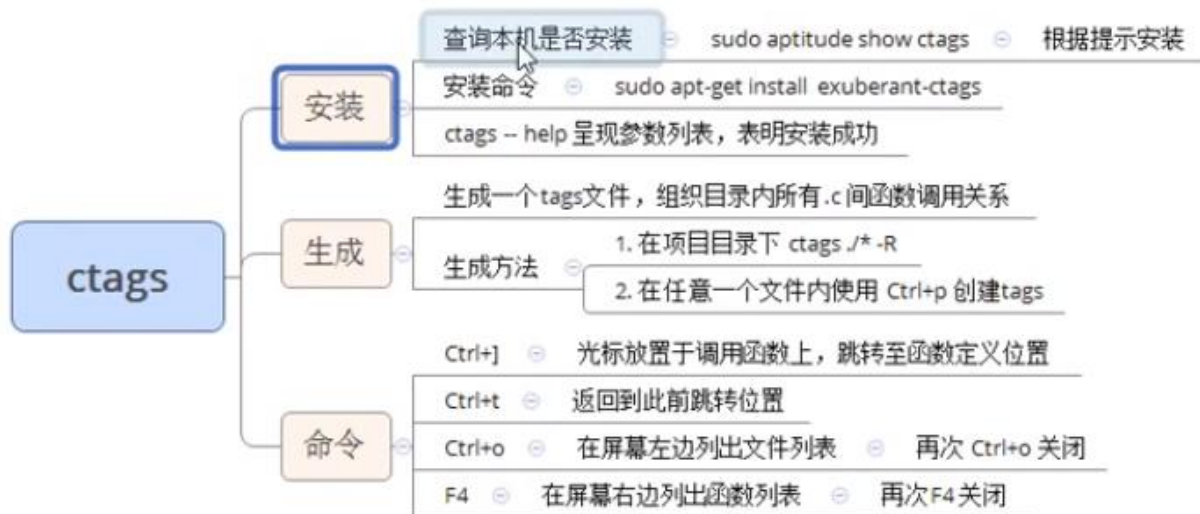 ctags
安装
查询本机是否安装 sudo aptitude show ctags 根据提示安装
安装命令 sudo apt-get install exuberant-ctags
ctags -- help 呈现参数列表，表明安装成功
生成
生成一个tags文件，组织目录内所有.c间函数调用关系
生成方法
1. 在项目目录下 ctags ./* -R
2. 在任意一个文件内使用 Ctrl+p 创建tags
命令
Ctrl+] 光标放置于调用函数上，跳转至函数定义位置
Ctrl+t 返回到此前跳转位置
Ctrl+o 在屏幕左边列出文件列表 再次 Ctrl+o 关闭
F4 在屏幕右边列出函数列表 再次F4关闭